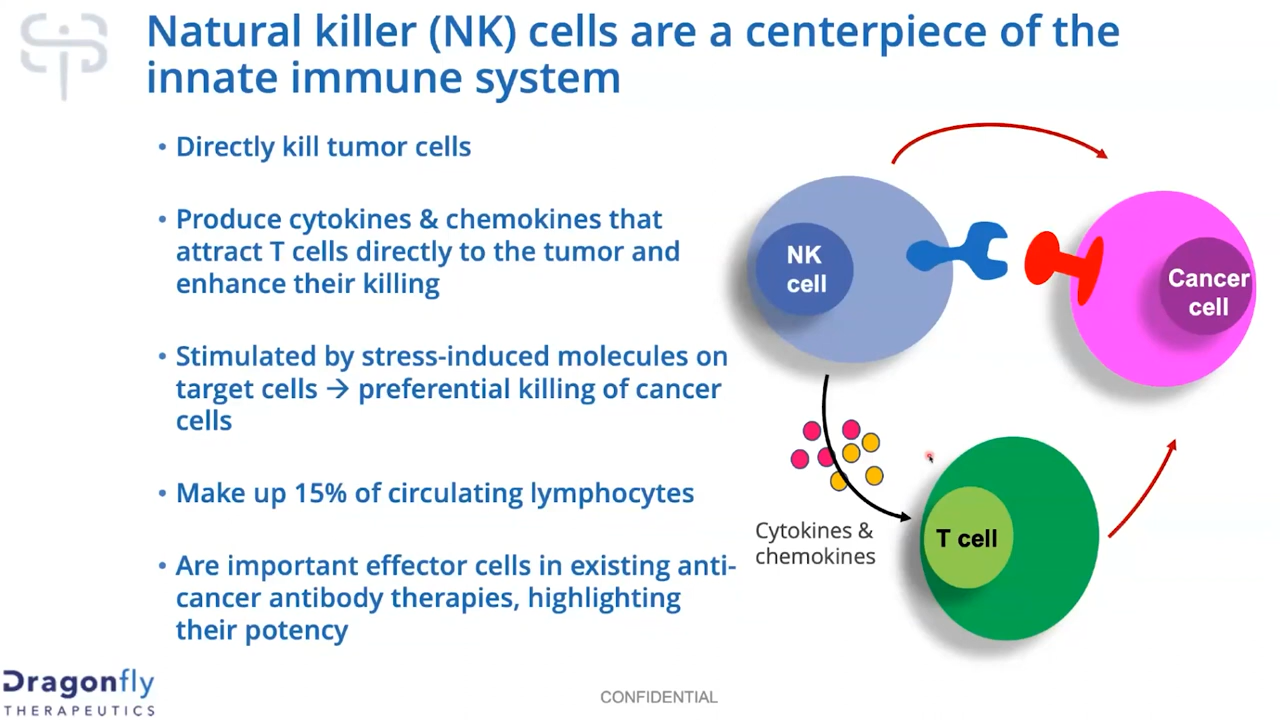 Natural killer (NK) cells are a centerpiece of the
innate immune system
• Directly kill tumor cells
• Produce cytokines & chemokines that
attract T cells directly to the tumor and
enhance their killing
• Stimulated by stress-induced molecules on
target cells → preferential killing of cancer
cells
• Make up 15% of circulating lymphocytes
• Are important effector cells in existing anti-
cancer antibody therapies, highlighting
their potency
NK
cell
Cancer
cell
Cytokines &
chemokines
T cell
Dragonfly
THERAPEUTICS
CONFIDENTIAL